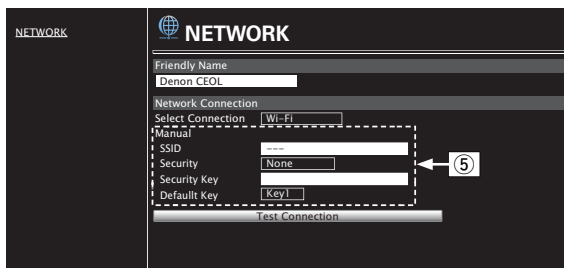 NETWORK
NETWORK
Friendly Name
Denon CEOL
Network Connection
Select Connection Wi-Fi
Manual
SSID ---
Security None
⑤
Security Key
Defaullt Key Key1
Test Connection